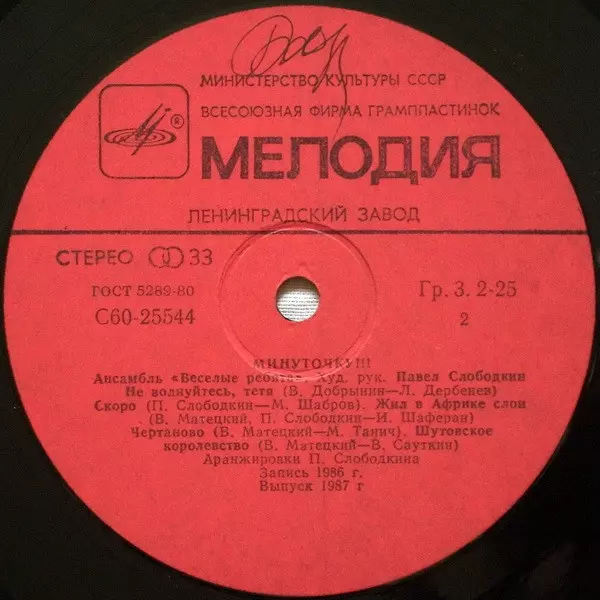 МИНИСТЕРСТВО КУЛЬТУРЫ СССР
ВСЕСОЮЗНАЯ ФИРМА ГРАМПЛАСТИНОК
®
МЕЛОДИЯ
ЛЕНИНГРАДСКИЙ ЗАВОД
СТЕРЕО 33
ГОСТ 5289-80
Гр. 3. 2-25
С60-25544
2
МИНУТОЧКУ!!!
Ансамбль «Веселые ребята». Худ. рук. Павел Слободкин
Не волнуйтесь, тетя (В. Добрынин—Л. Дербенев)
Скоро (П. Слободкин—М. Шабров). Жил в Африке слон
(В. Матецкий, П. Слободкин—И. Шаферан)
Чертаново (В. Матецкий—М. Танич). Шутовское
королевство (В. Матецкий—В. Сауткин)
Аранжировки П. Слободкина
Запись 1986 г.
Выпуск 1987 г